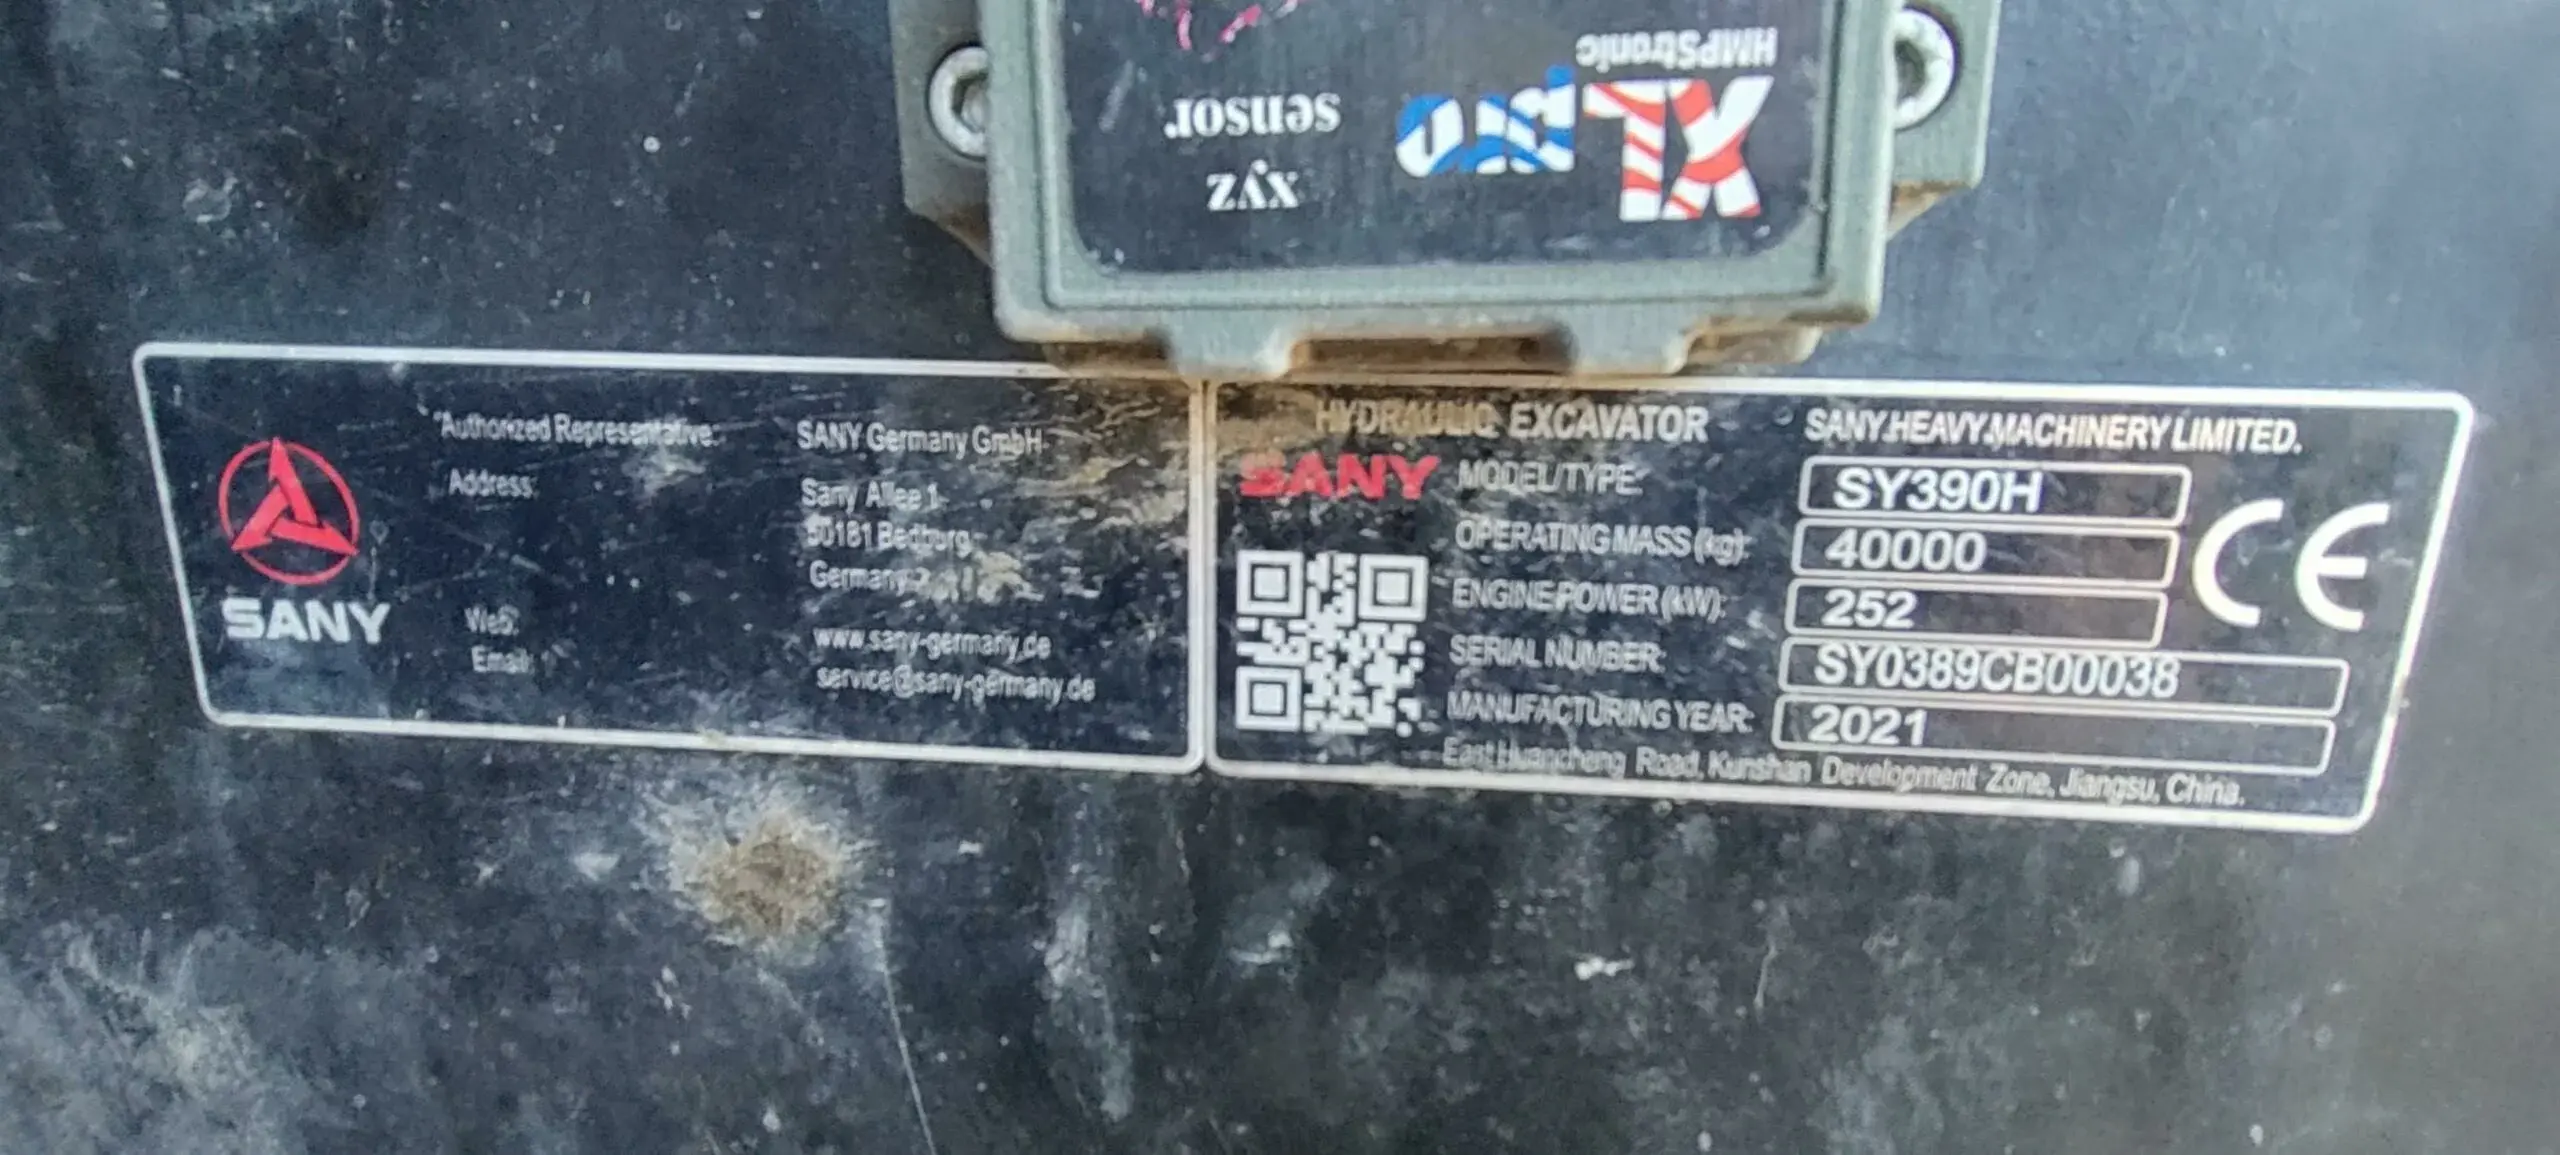 HMPStronic
XL pro
xyz
sensor.
SANY
"Authorized Representative: SANY Germany GmbH
Address: Sany Allee 1
50181 Bedburg
Germany
Web: www.sany-germany.de
Email: service@sany-germany.de
HYDRAULIC EXCAVATOR SANY HEAVY MACHINERY LIMITED.
SANY
MODEL/TYPE: SY390H
OPERATING MASS (kg): 40000
ENGINE POWER (kW): 252
SERIAL NUMBER: SY0389CB00038
MANUFACTURING YEAR: 2021
East Huancheng Road, Kunshan Development Zone, Jiangsu, China.
CE